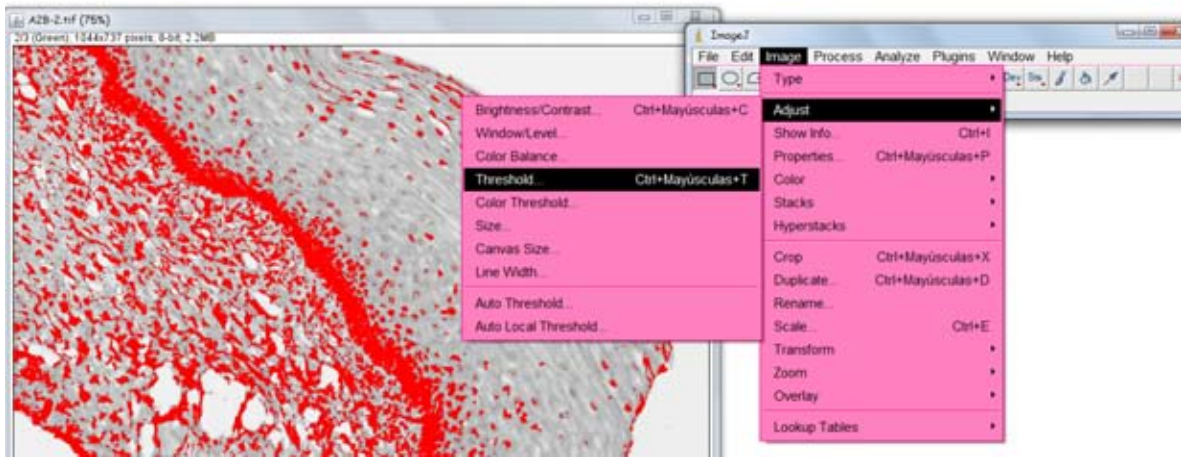 A2B-2.tif (75%)
2/3 (Green); 1044x737 pixels; 8-bit; 2.2MB
ImageJ
File Edit Image Process Analyze Plugins Window Help
Dev Stk
Type
Adjust
Show Info... Ctrl+I
Properties... Ctrl+Mayúsculas+P
Color
Stacks
Hyperstacks
Crop Ctrl+Mayúsculas+X
Duplicate... Ctrl+Mayúsculas+D
Rename...
Scale... Ctrl+E
Transform
Zoom
Overlay
Lookup Tables
Brightness/Contrast... Ctrl+Mayúsculas+C
Window/Level...
Color Balance...
Threshold... Ctrl+Mayúsculas+T
Color Threshold...
Size...
Canvas Size...
Line Width...
Auto Threshold...
Auto Local Threshold...